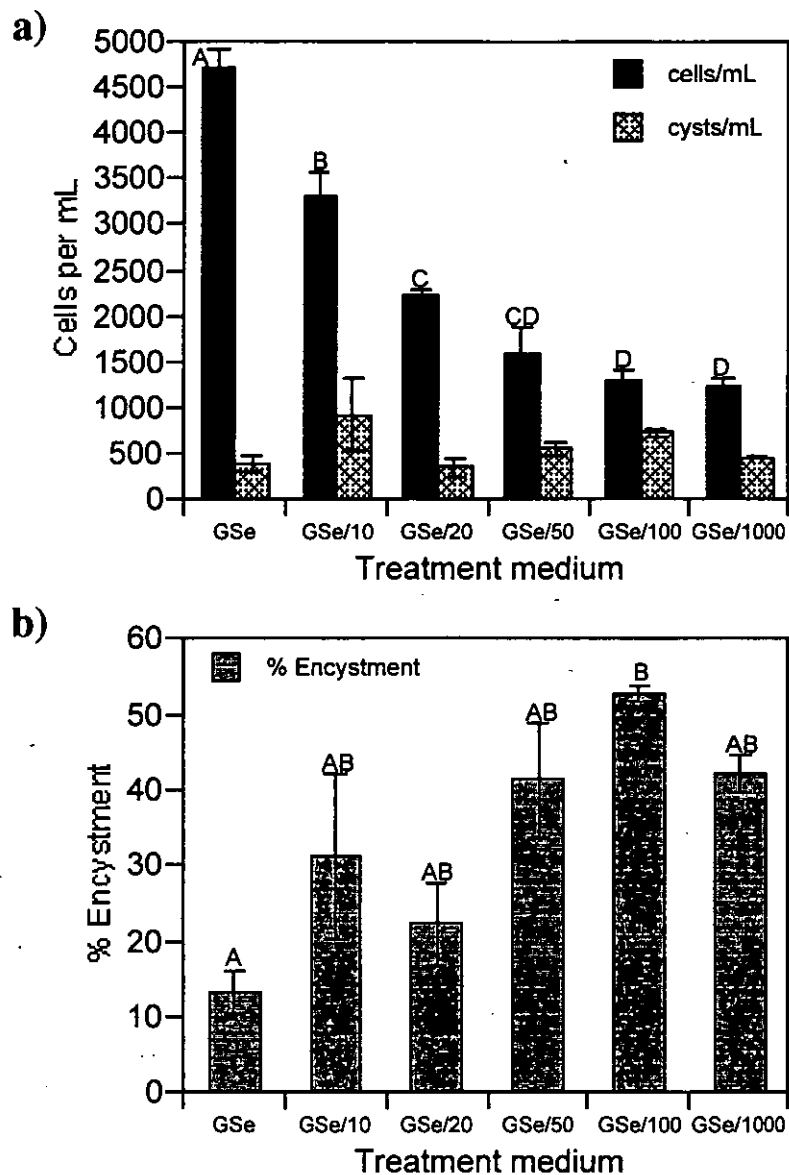 a)
5000
4500
4000
3500
3000
2500
2000
1500
1000
500
0
Cells per mL
cells/mL
cysts/mL
A
B
C
CD
D
D
GSe GSe/10 GSe/20 GSe/50 GSe/100 GSe/1000
Treatment medium
b)
60
50
40
30
20
10
0
% Encystment
% Encystment
A
AB
AB
AB
B
AB
GSe GSe/10 GSe/20 GSe/50 GSe/100 GSe/1000
Treatment medium